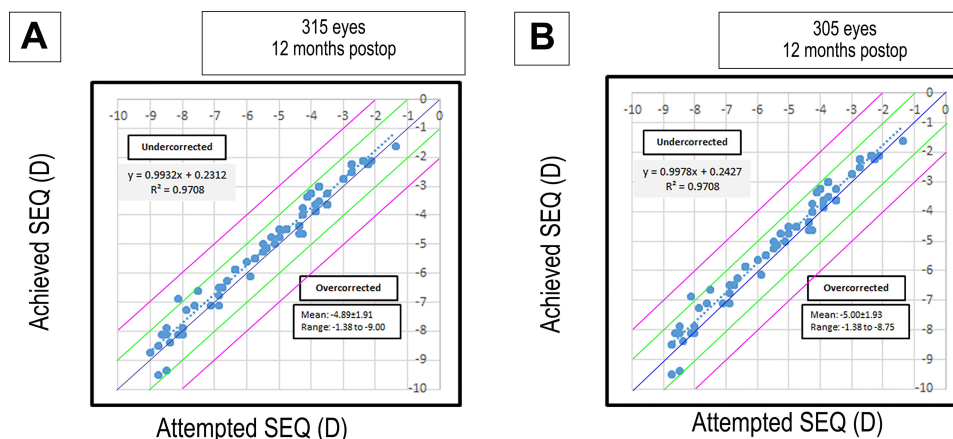 A
315 eyes
12 months postop
Achieved SEQ (D)
-10 -9 -8 -7 -6 -5 -4 -3 -2 -1 0
0
-1
-2
-3
-4
-5
-6
-7
-8
-9
-10
Undercorrected
y = 0.9932x + 0.2312
R² = 0.9708
Overcorrected
Mean: -4.89±1.91
Range: -1.38 to -9.00
Attempted SEQ (D)
B
305 eyes
12 months postop
Achieved SEQ (D)
-10 -9 -8 -7 -6 -5 -4 -3 -2 -1 0
0
-1
-2
-3
-4
-5
-6
-7
-8
-9
-10
Undercorrected
y = 0.9978x + 0.2427
R² = 0.9708
Overcorrected
Mean: -5.00±1.93
Range: -1.38 to -8.75
Attempted SEQ (D)